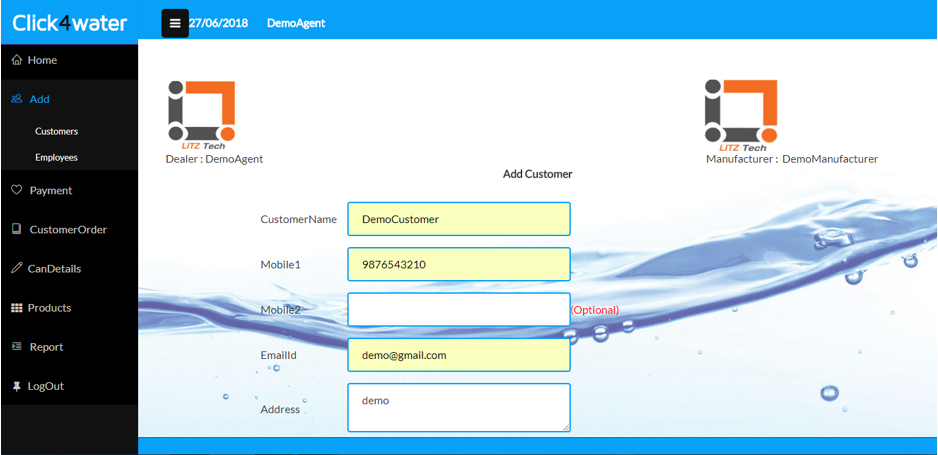 Click4water
27/06/2018 DemoAgent
Home
Add
Customers
Employees
Payment
CustomerOrder
CanDetails
Products
Report
LogOut
LITZ Tech
Dealer : DemoAgent
LITZ Tech
Manufacturer : DemoManufacturer
Add Customer
CustomerName DemoCustomer
Mobile1 9876543210
Mobile2 (Optional)
EmailId demo@gmail.com
Address demo